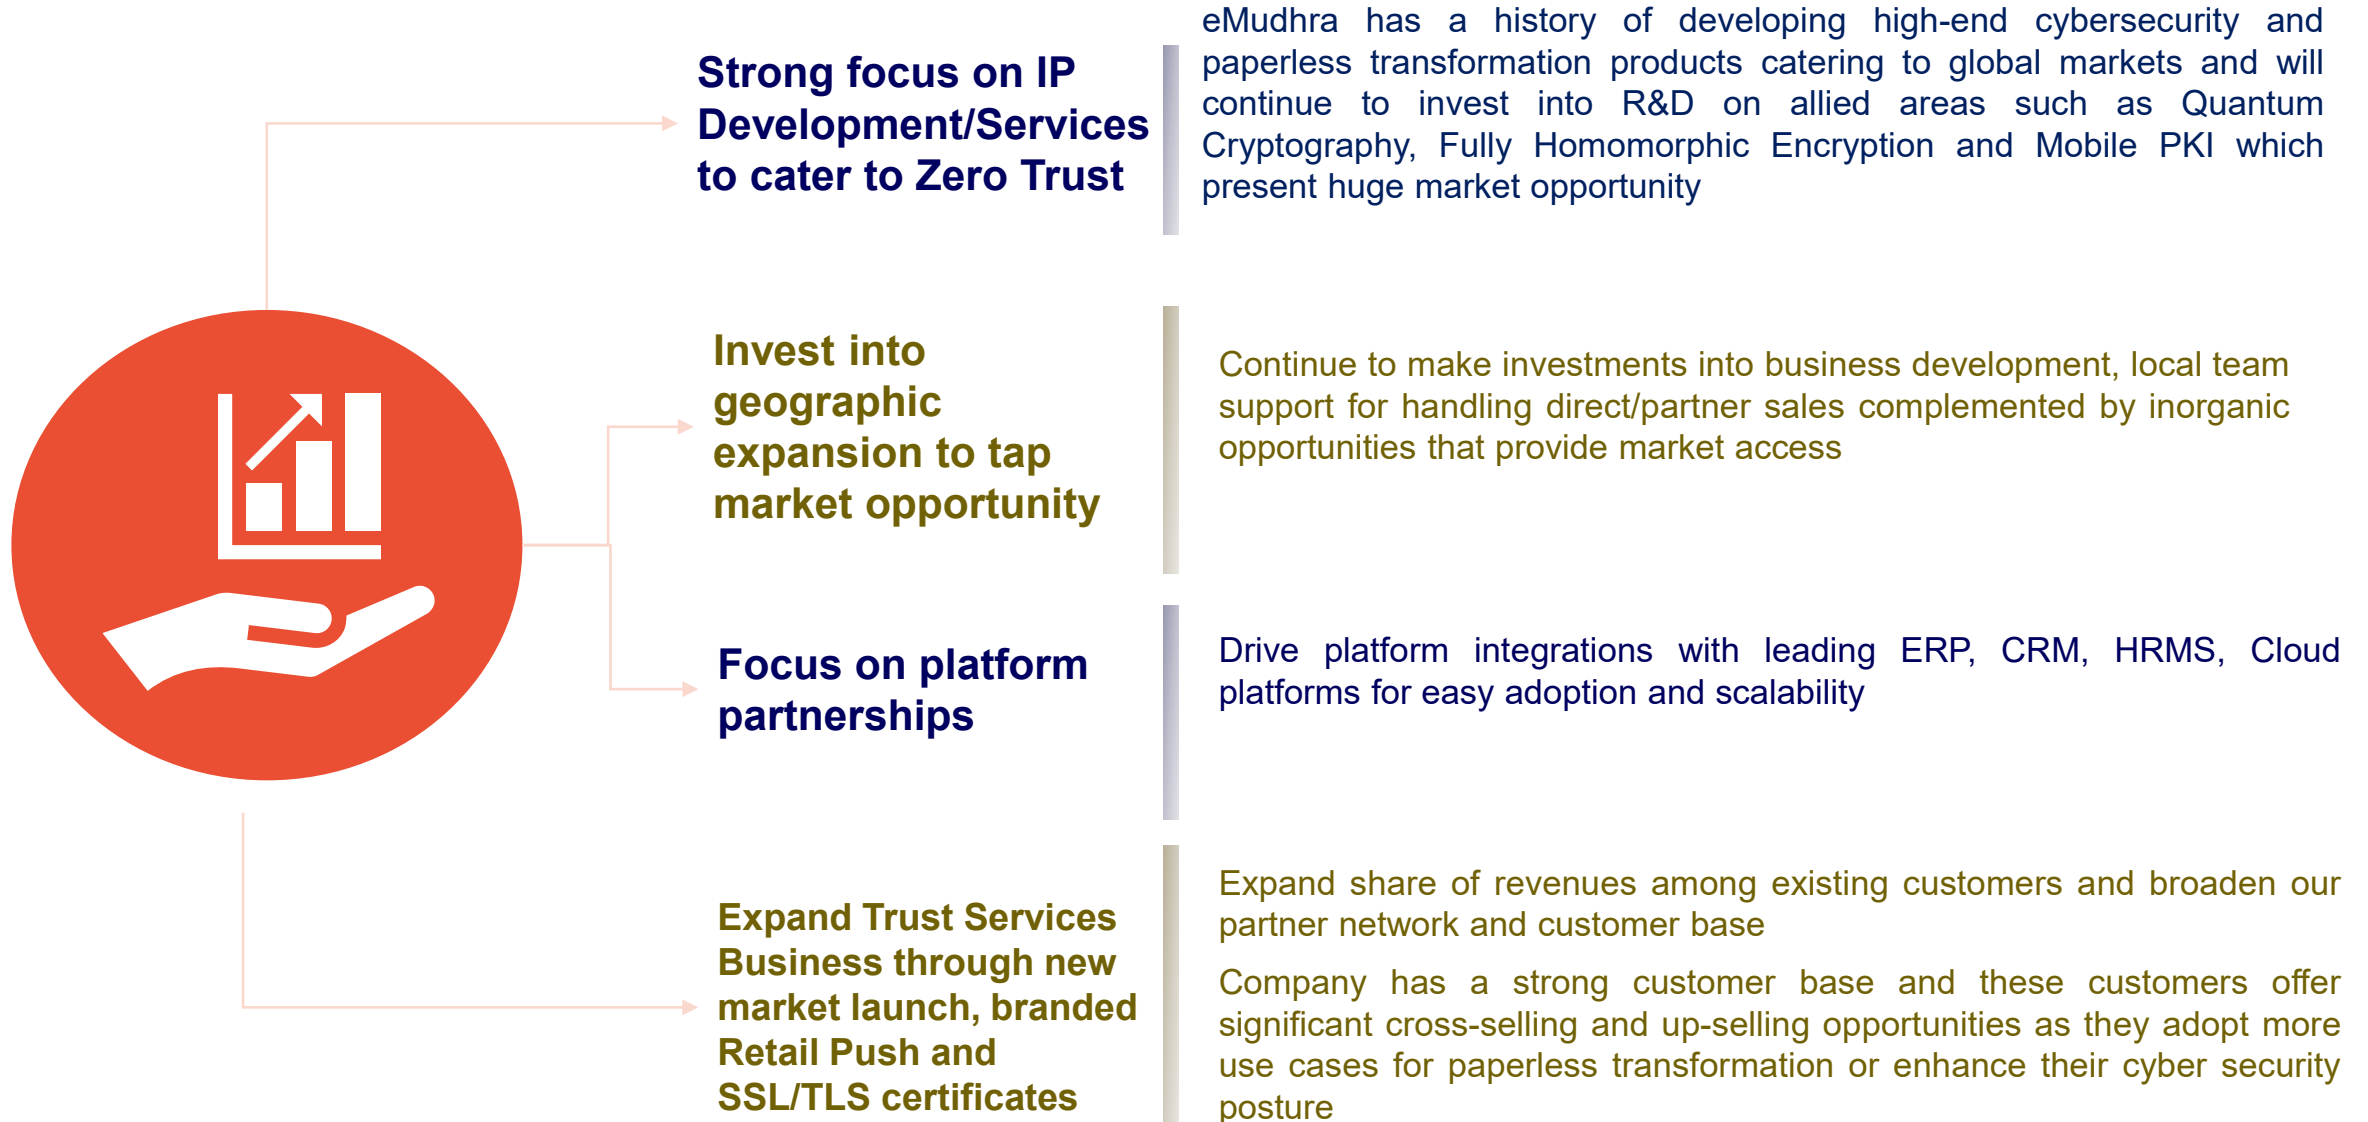 Strong focus on IP
Development/Services
to cater to Zero Trust
eMudhra has a history of developing high-end cybersecurity and
paperless transformation products catering to global markets and will
continue to invest into R&D on allied areas such as Quantum
Cryptography, Fully Homomorphic Encryption and Mobile PKI which
present huge market opportunity
Invest into
geographic
expansion to tap
market opportunity
Continue to make investments into business development, local team
support for handling direct/partner sales complemented by inorganic
opportunities that provide market access
Focus on platform
partnerships
Drive platform integrations with leading ERP, CRM, HRMS, Cloud
platforms for easy adoption and scalability
Expand Trust Services
Business through new
market launch, branded
Retail Push and
SSL/TLS certificates
Expand share of revenues among existing customers and broaden our
partner network and customer base
Company has a strong customer base and these customers offer
significant cross-selling and up-selling opportunities as they adopt more
use cases for paperless transformation or enhance their cyber security
posture